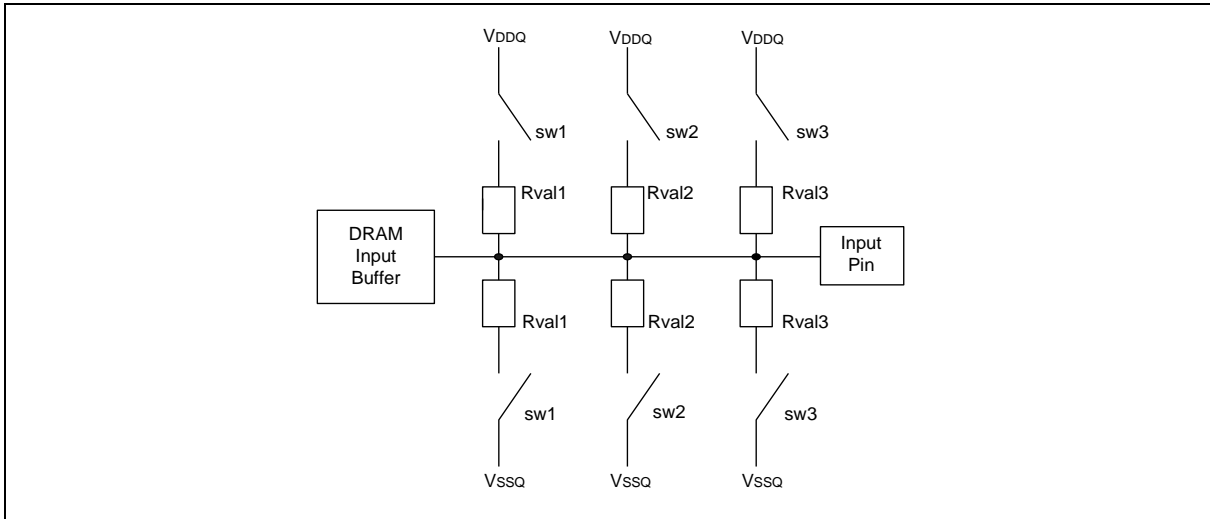 VDDQ VDDQ VDDQ
sw1 sw2 sw3
Rval1 Rval2 Rval3
DRAM
Input
Buffer
Input
Pin
Rval1 Rval2 Rval3
sw1 sw2 sw3
VSSQ VSSQ VSSQ